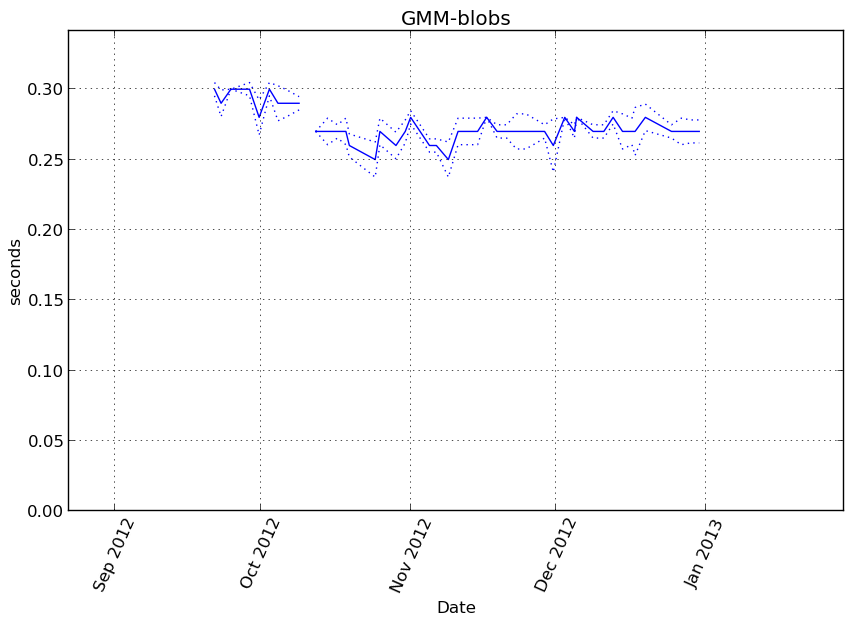 GMM-blobs
0.30
0.25
0.20
0.15
0.10
0.05
0.00
seconds
Sep 2012
Oct 2012
Nov 2012
Dec 2012
Jan 2013
Date